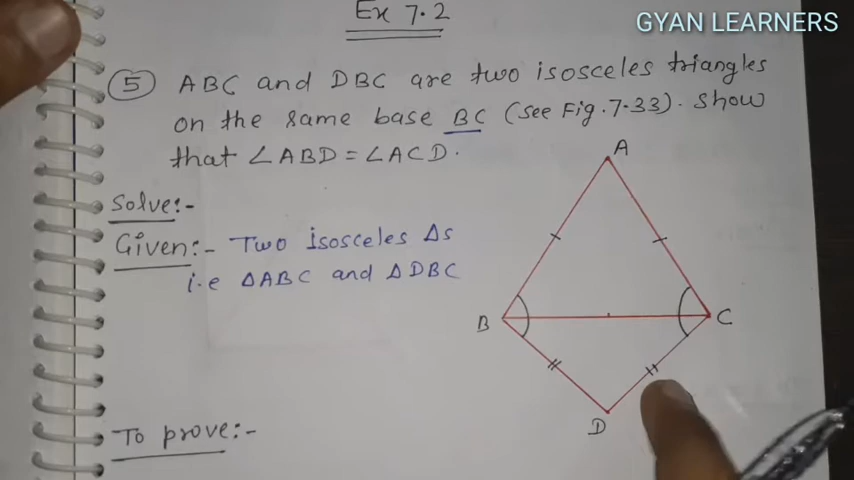 Ex 7.2
GYAN LEARNERS
5 ABC and DBC are two isosceles triangles
on the same base BC (see Fig. 7.33). show
that ∠ABD = ∠ACD.
Solve:-
Given:- Two isosceles Δs
i.e ΔABC and ΔDBC
To prove:-
A
B
C
D